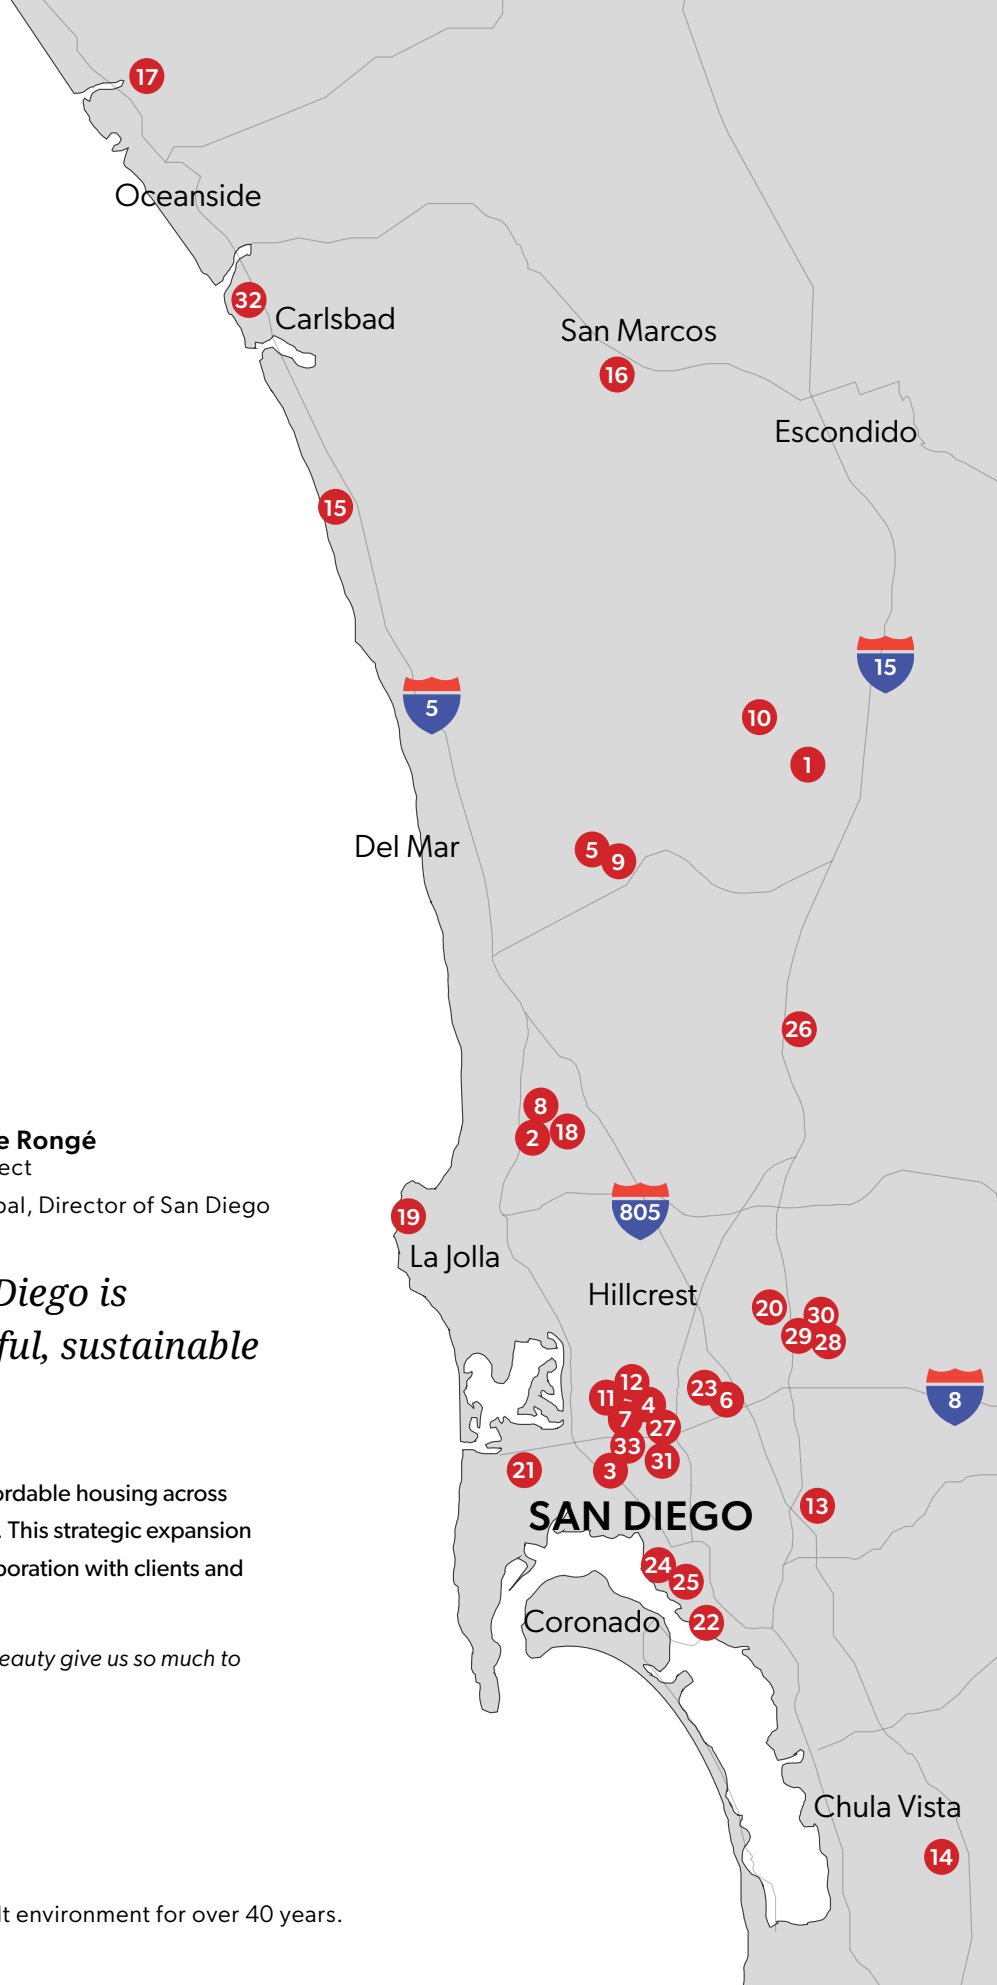 17
Oceanside
32
Carlsbad
San Marcos
16
Escondido
15
15
5
10
1
Del Mar
5
9
26
8
2
18
e Rongé
ect
pal, Director of San Diego
19
805
La Jolla
Diego is
ful, sustainable
Hillcrest
20
30
29
28
12
11
4
7
27
23
6
8
33
3
31
21
ordable housing across
. This strategic expansion
poration with clients and
SAN DIEGO
13
24
25
Coronado
22
eauty give us so much to
Chula Vista
14
lt environment for over 40 years.